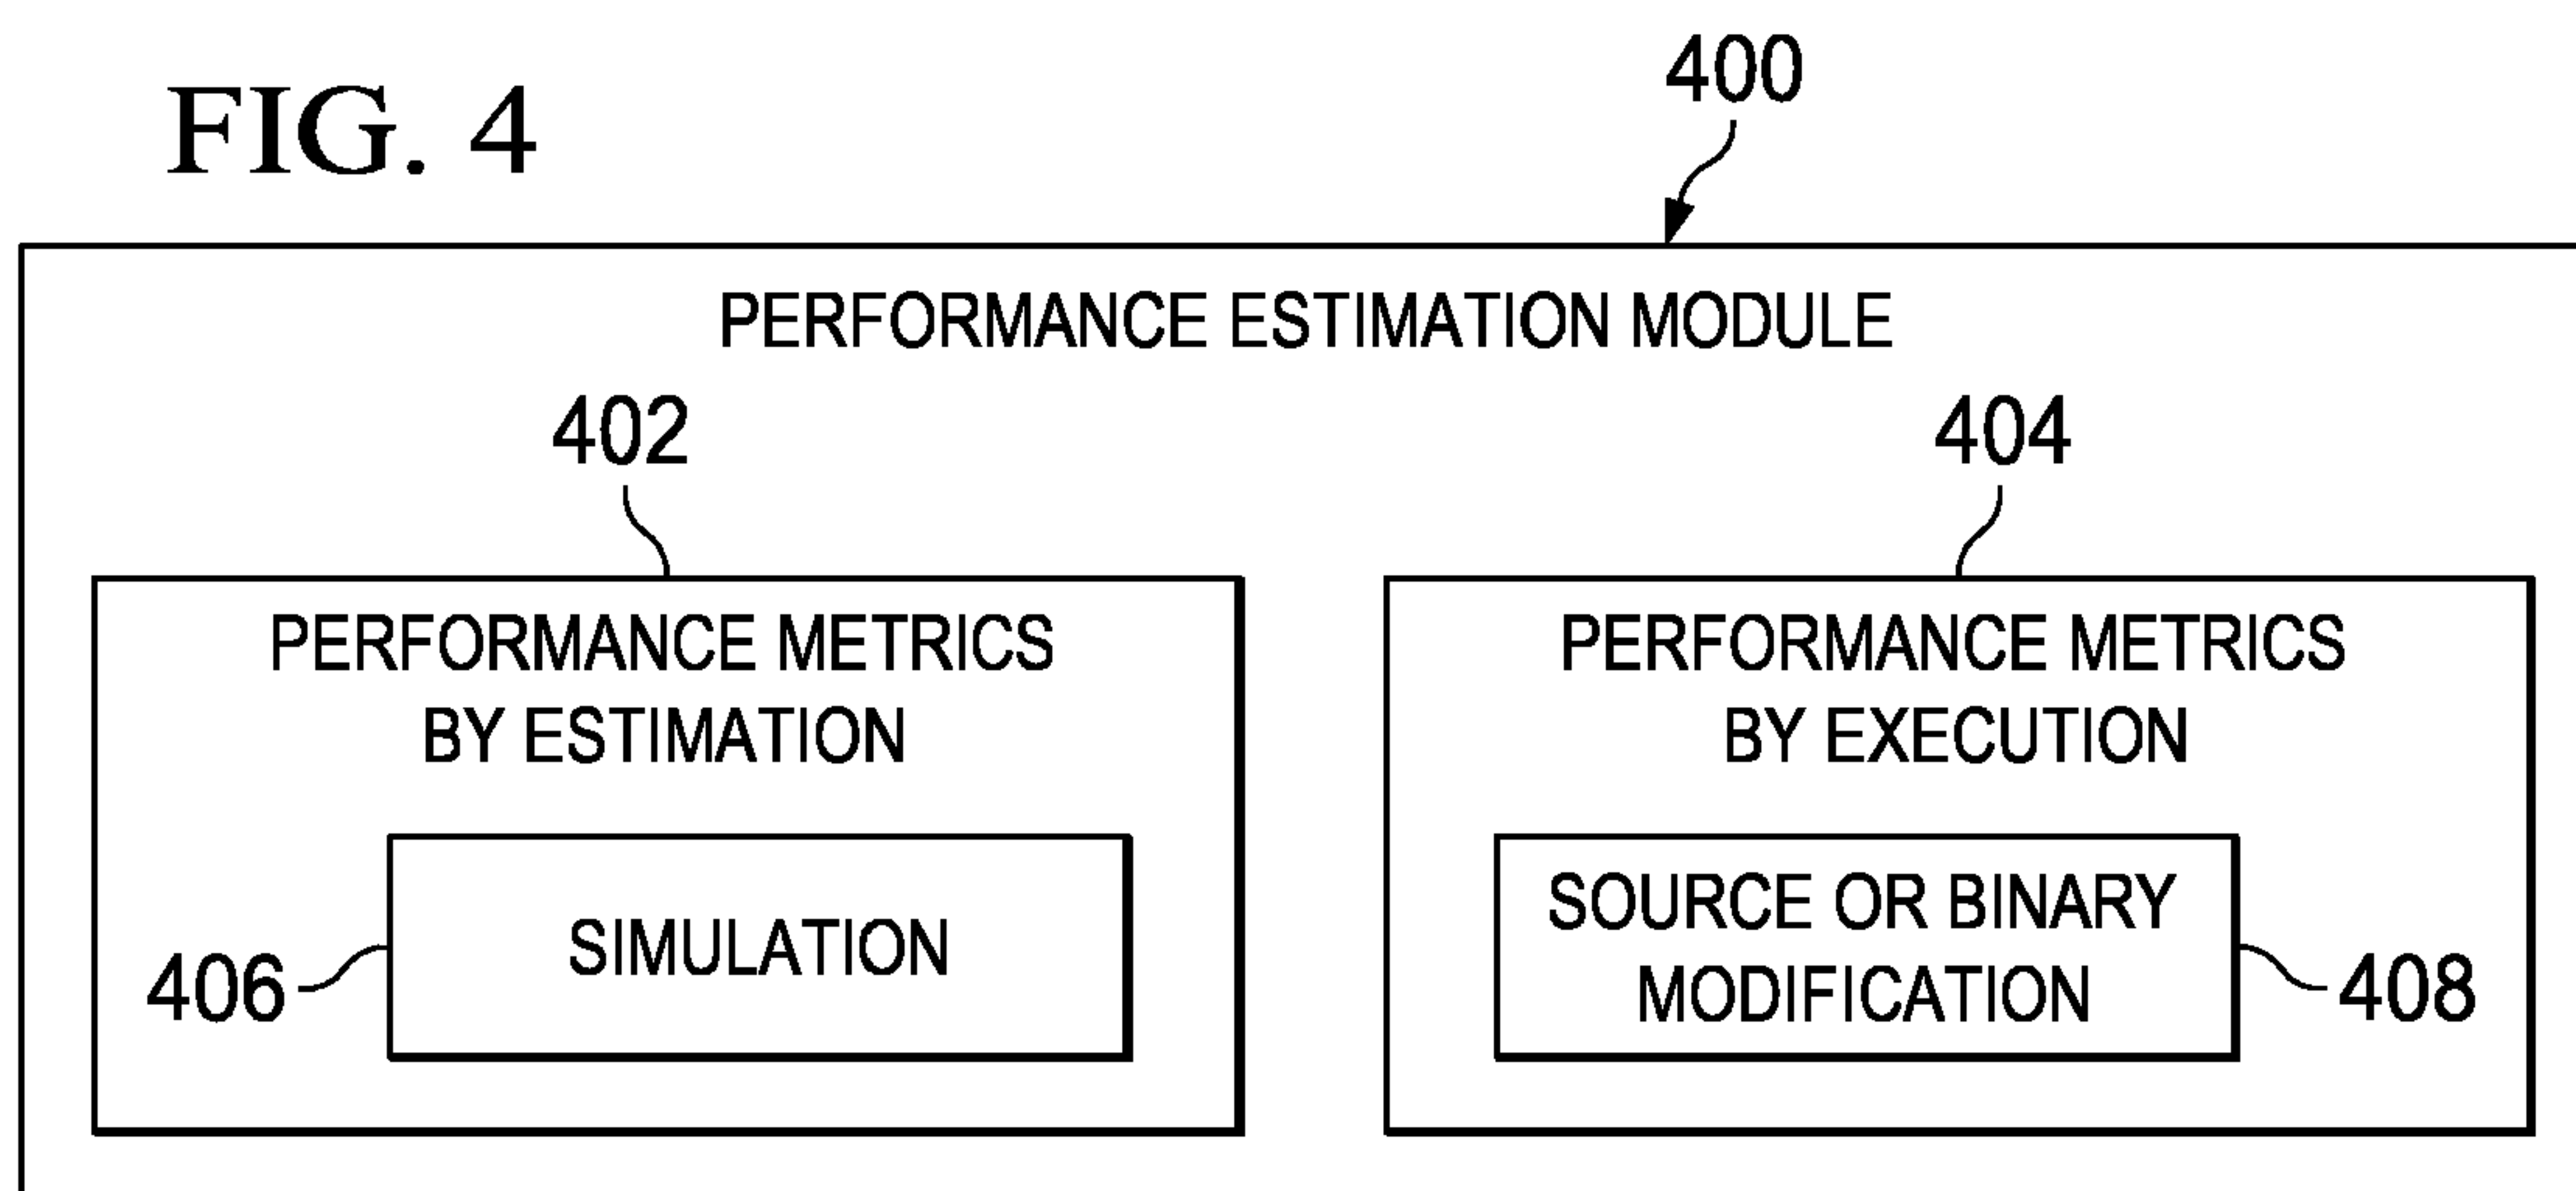 FIG. 4
400
PERFORMANCE ESTIMATION MODULE
402
404
PERFORMANCE METRICS
BY ESTIMATION
PERFORMANCE METRICS
BY EXECUTION
406
SIMULATION
SOURCE OR BINARY
MODIFICATION
408